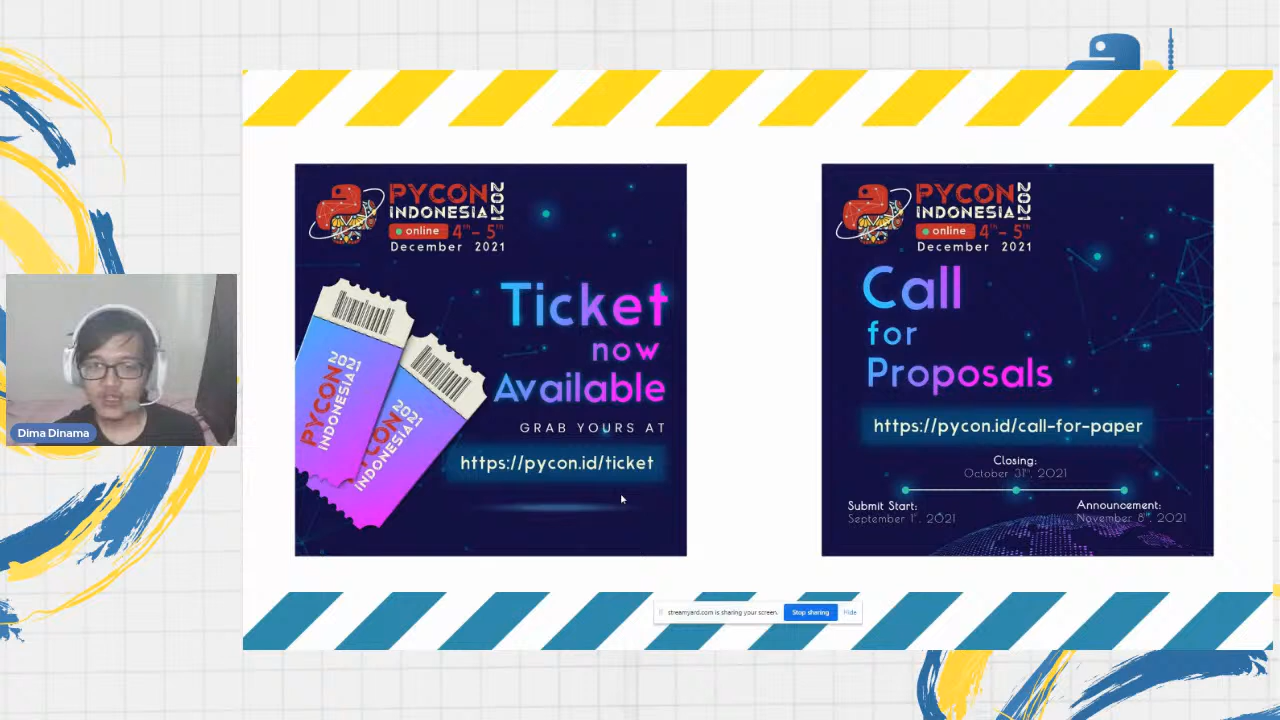 PYCON
INDONESIA
2021
online 4th - 5th
December 2021
Ticket
now
Available
GRAB YOURS AT
https://pycon.id/ticket
PYCON
INDONESIA
2021
PYCON
INDONESIA
2021
PYCON
INDONESIA
2021
online 4th - 5th
December 2021
Call
for
Proposals
https://pycon.id/call-for-paper
Closing:
October 31st, 2021
Submit Start:
September 1st, 2021
Announcement:
November 8th, 2021
Dima Dinama
streamyard.com is sharing your screen.
Stop sharing
Hide